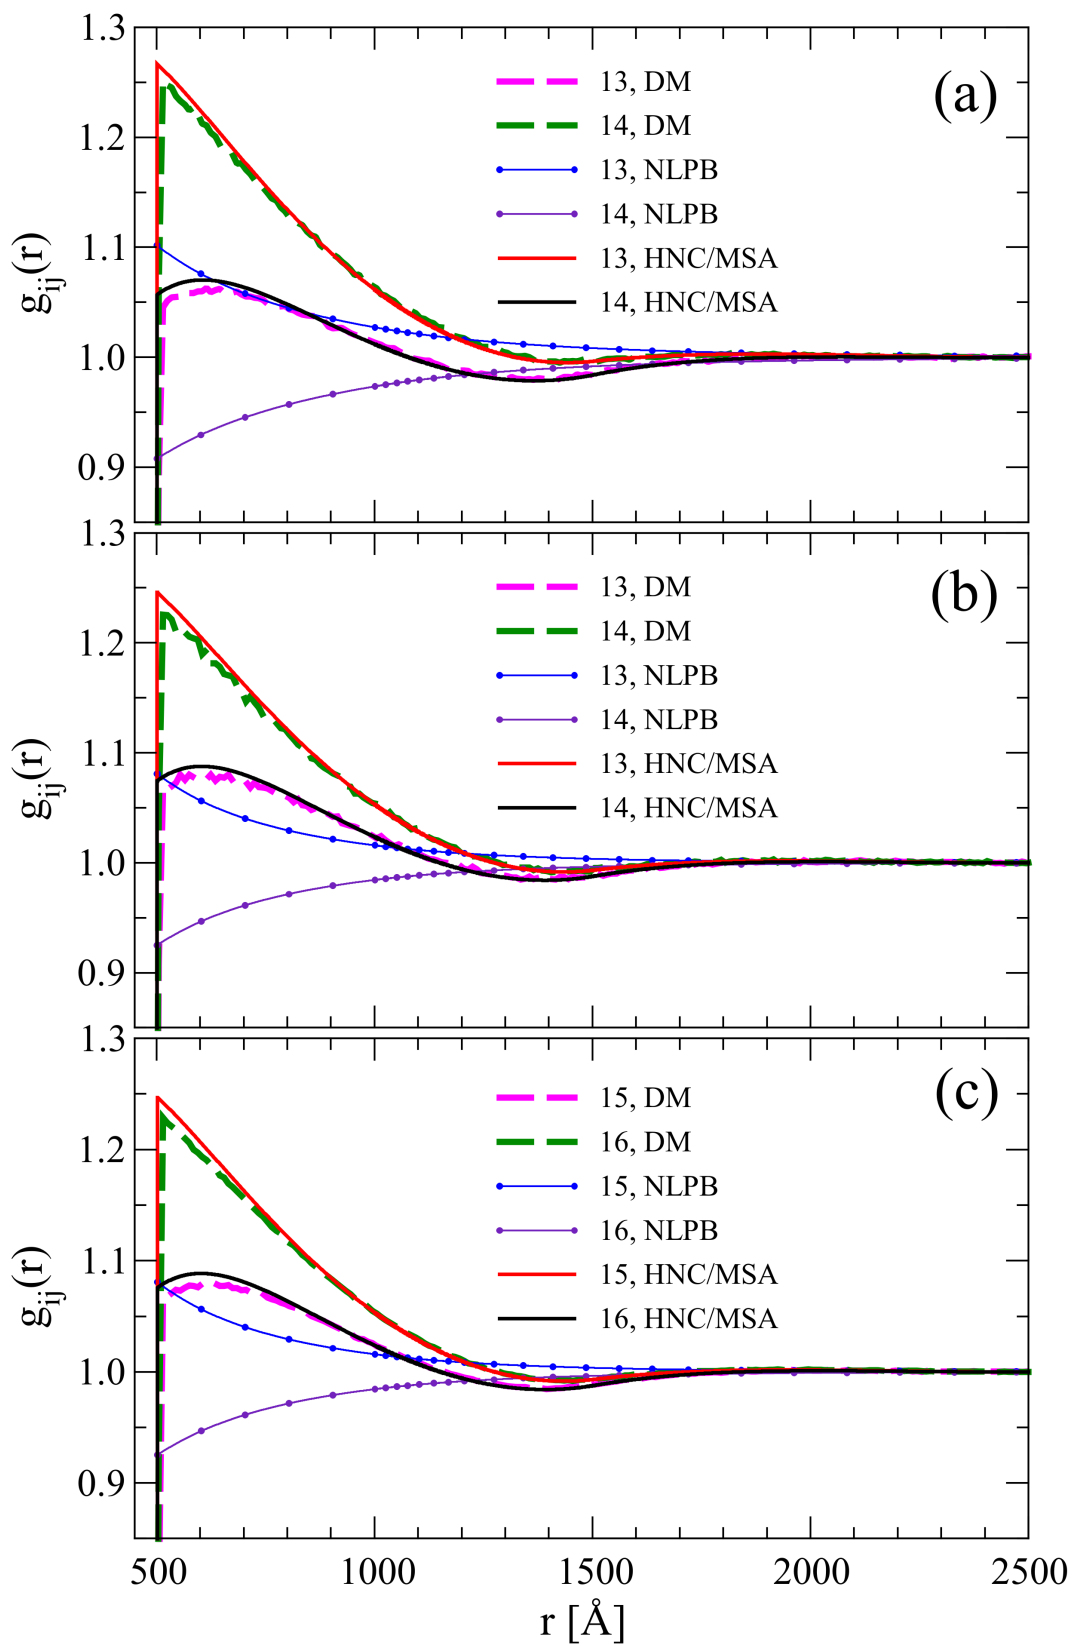 1.3
(a)
13, DM
14, DM
13, NLPB
14, NLPB
13, HNC/MSA
14, HNC/MSA
1.2
1.1
1.0
0.9
gij(r)
1.3
(b)
13, DM
14, DM
13, NLPB
14, NLPB
13, HNC/MSA
14, HNC/MSA
1.2
1.1
1.0
0.9
gij(r)
1.3
(c)
15, DM
16, DM
15, NLPB
16, NLPB
15, HNC/MSA
16, HNC/MSA
1.2
1.1
1.0
0.9
gij(r)
500 1000 1500 2000 2500
r [Å]